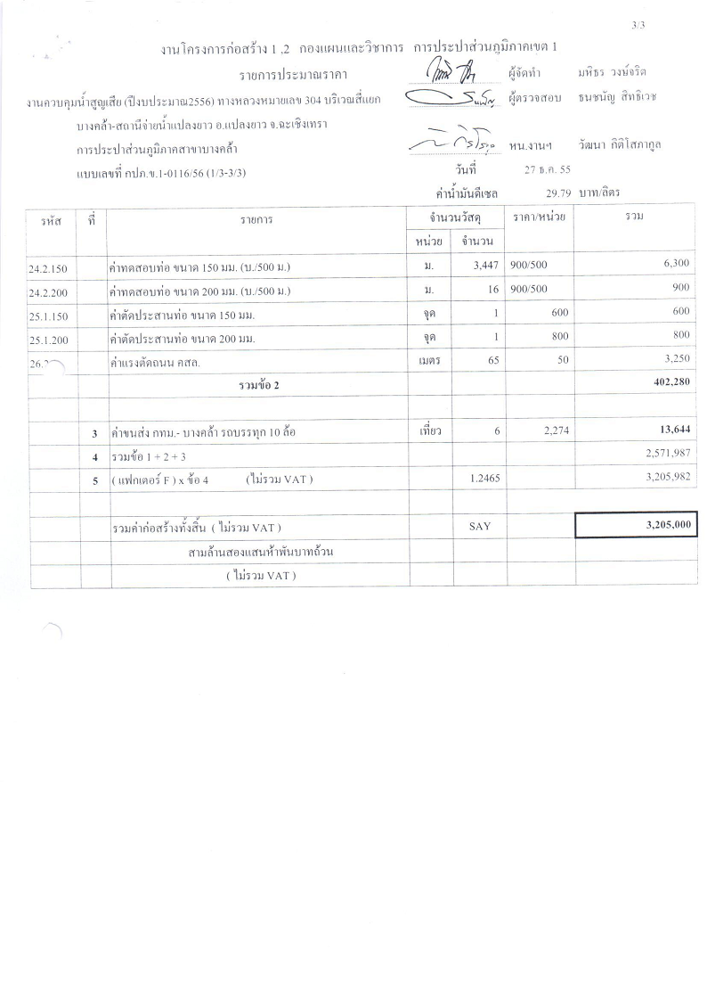 3/3
งานโครงการก่อสร้าง 1 .2 กองแผนและวิชาการ การประปาส่วนภูมิภาคเขต 1
รายการประมาณราคา ผู้จัดทำ มหิธร วงษ์จริต
งานควบคุมน้ำสูญเสีย (ปีงบประมาณ2556) ทางหลวงหมายเลข 304 บริเวณสี่แยก ผู้ตรวจสอบ ธนชนัญ สิทธิเวช
บางคล้า-สถานีจ่ายน้ำแปลงยาว อ.แปลงยาว จ.ฉะเชิงเทรา
การประปาส่วนภูมิภาคสาขาบางคล้า หน.งานฯ วัฒนา กิติโสภากูล
แบบเลขที่ กปภ.ข.1-0116/56 (1/3-3/3) วันที่ 27 ธ.ค. 55
ค่าน้ำมันดีเซล 29.79 บาท/ลิตร
รหัส ที่ รายการ จำนวนวัสดุ ราคา/หน่วย รวม
หน่วย จำนวน
24.2.150 ค่าทดสอบท่อ ขนาด 150 มม. (บ./500 ม.) ม. 3,447 900/500 6,300
24.2.200 ค่าทดสอบท่อ ขนาด 200 มม. (บ./500 ม.) ม. 16 900/500 900
25.1.150 ค่าตัดประสานท่อ ขนาด 150 มม. จุด 1 600 600
25.1.200 ค่าตัดประสานท่อ ขนาด 200 มม. จุด 1 800 800
26. ค่าแรงตัดถนน คสล. เมตร 65 50 3,250
รวมข้อ 2 402,280
3 ค่าขนส่ง กทม.- บางคล้า รถบรรทุก 10 ล้อ เที่ยว 6 2,274 13,644
4 รวมข้อ 1 + 2 + 3 2,571,987
5 ( แฟกเตอร์ F ) x ข้อ 4 (ไม่รวม VAT ) 1.2465 3,205,982
รวมค่าก่อสร้างทั้งสิ้น ( ไม่รวม VAT ) SAY 3,205,000
สามล้านสองแสนห้าพันบาทถ้วน
( ไม่รวม VAT )